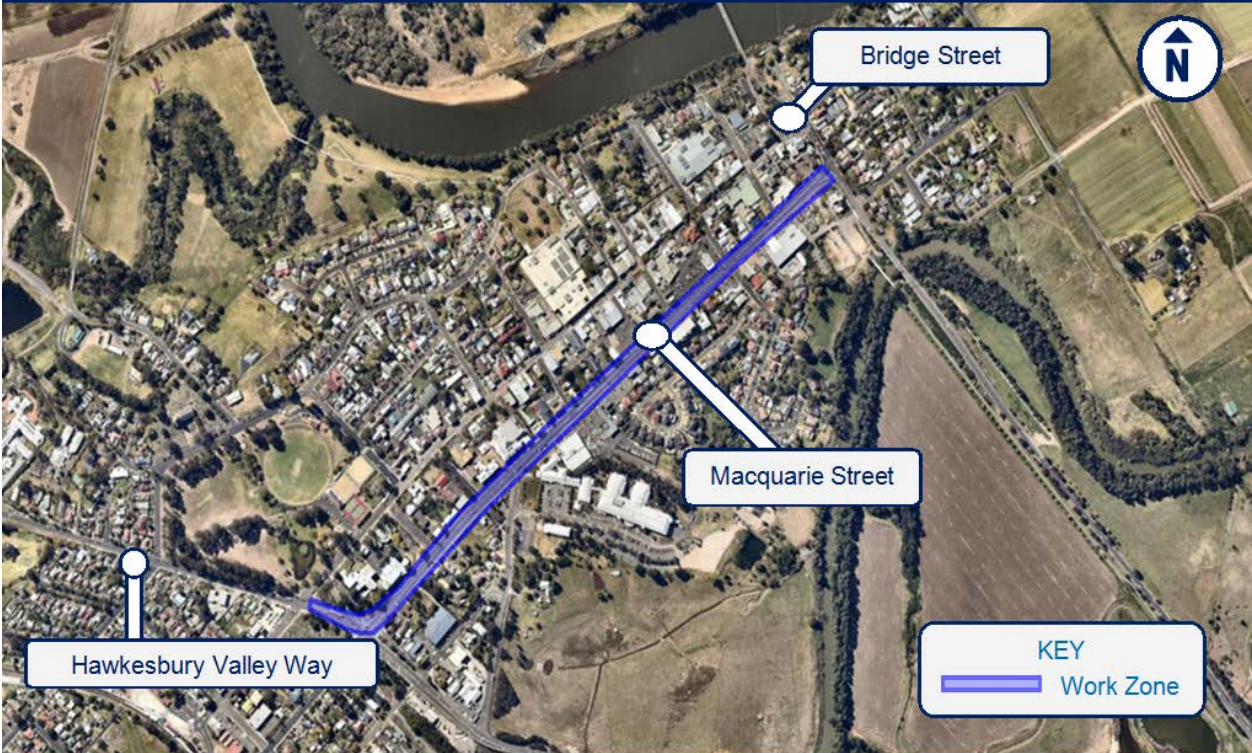 Bridge Street
N
Macquarie Street
Hawkesbury Valley Way
KEY
Work Zone